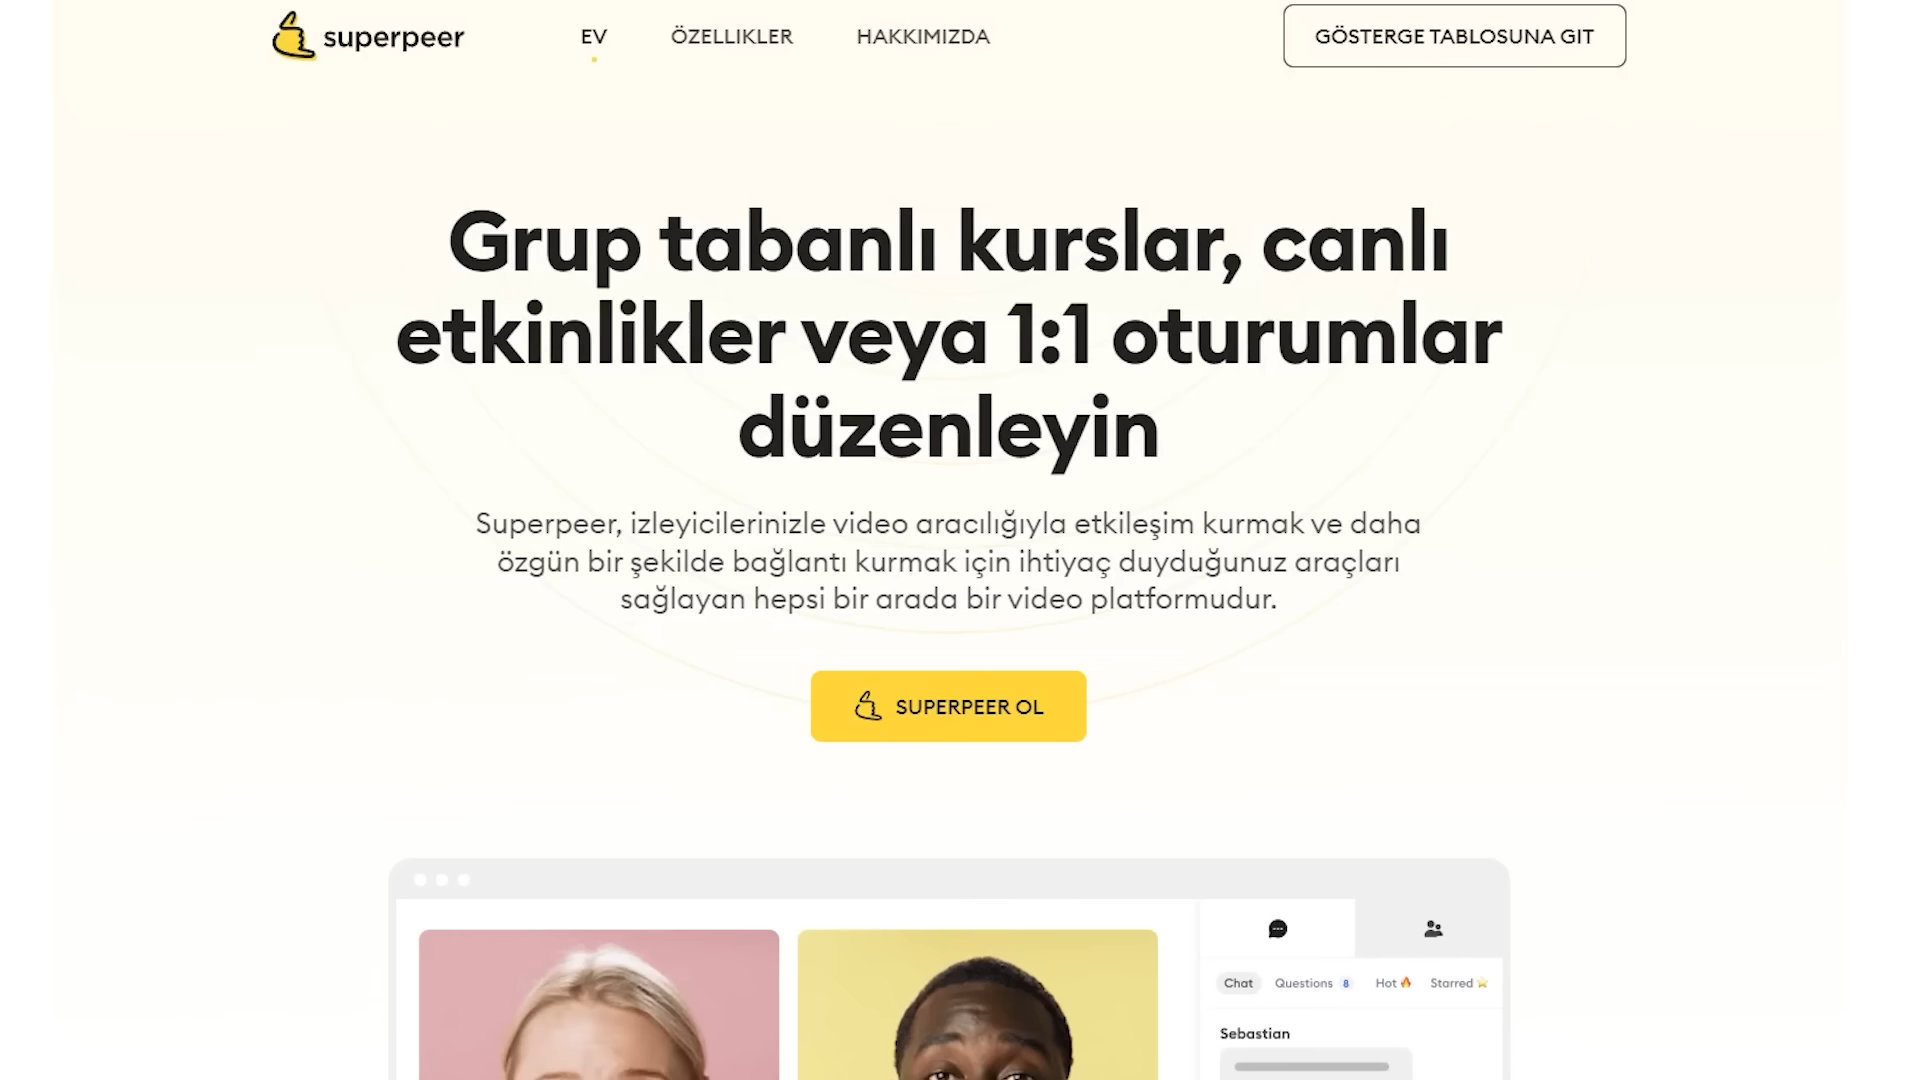 superpeer
EV
ÖZELLIKLER
HAKKIMIZDA
GÖSTERGE TABLOSUNA GIT
Grup tabanlı kurslar, canlı
etkinlikler veya 1:1 oturumlar
düzenleyin
Superpeer, izleyicilerinizle video aracılığıyla etkileşim kurmak ve daha
özgün bir şekilde bağlantı kurmak için ihtiyaç duyduğunuz araçları
sağlayan hepsi bir arada bir video platformudur.
SUPERPEER OL
Chat
Questions 8
Hot 🔥
Starred ⭐
Sebastian